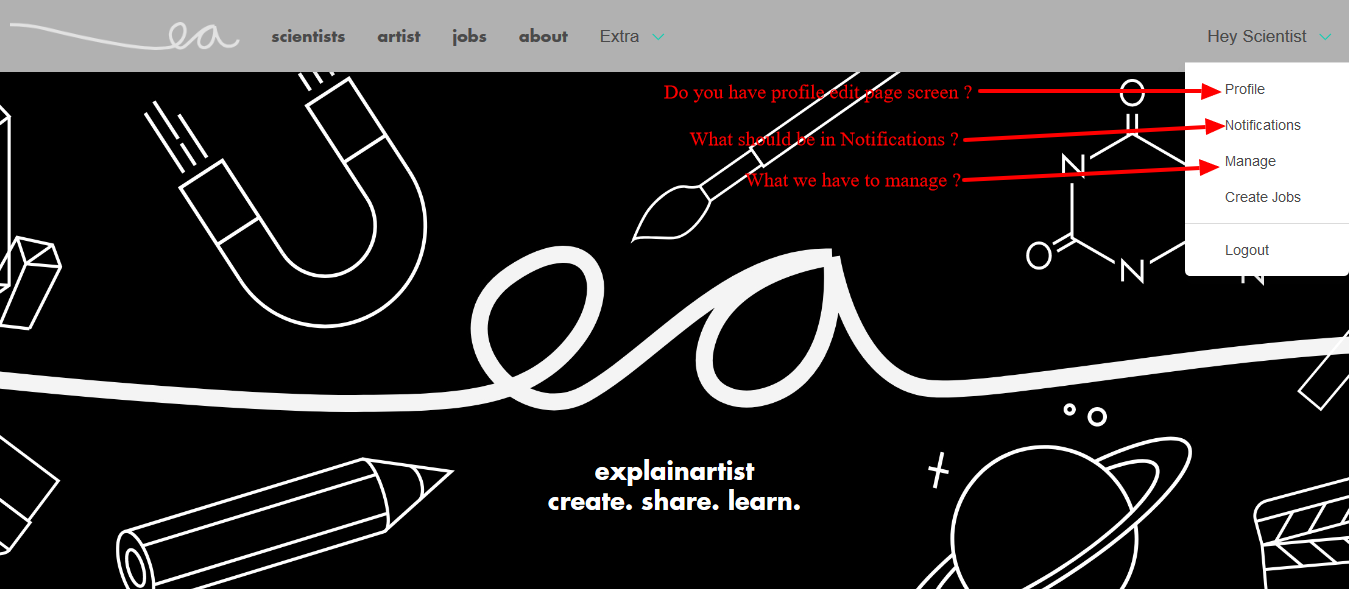 ea
scientists artist jobs about Extra Hey Scientist
Do you have profile edit page screen ? Profile
What should be in Notifications ? Notifications
What we have to manage ? Manage
Create Jobs
Logout
O
N
O
N
N
ea
explainartist
create. share. learn.